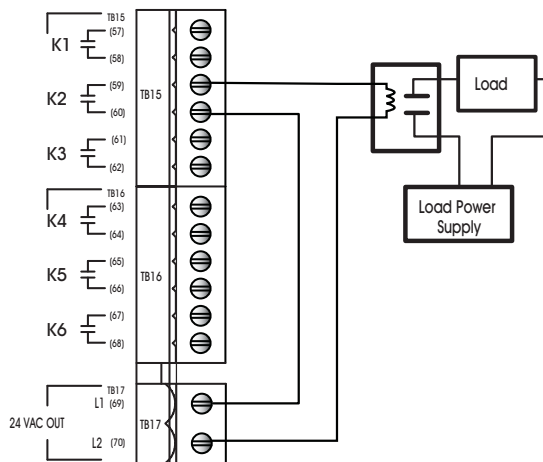 TB15
K1 (57)
(58)
K2 (59)
(60)
K3 (61)
(62)
TB15
TB16
K4 (63)
(64)
K5 (65)
(66)
K6 (67)
(68)
TB16
TB17
24 VAC OUT
L1 (69)
L2 (70)
TB17
Load
Load Power
Supply